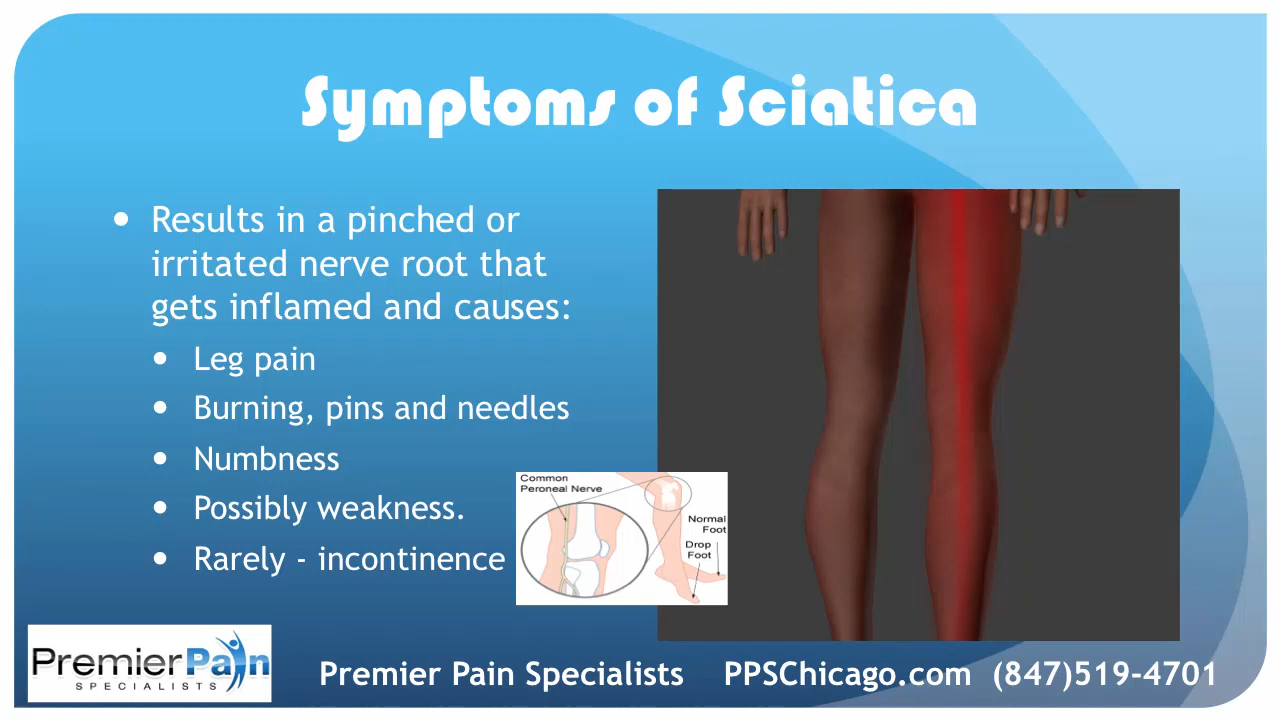 Symptoms of Sciatica
• Results in a pinched or
irritated nerve root that
gets inflamed and causes:
• Leg pain
• Burning, pins and needles
• Numbness
• Possibly weakness.
• Rarely - incontinence
Common
Peroneal Nerve
Normal
Foot
Drop
Foot
Premier Pain
SPECIALISTS
Premier Pain Specialists PPSChicago.com (847)519-4701